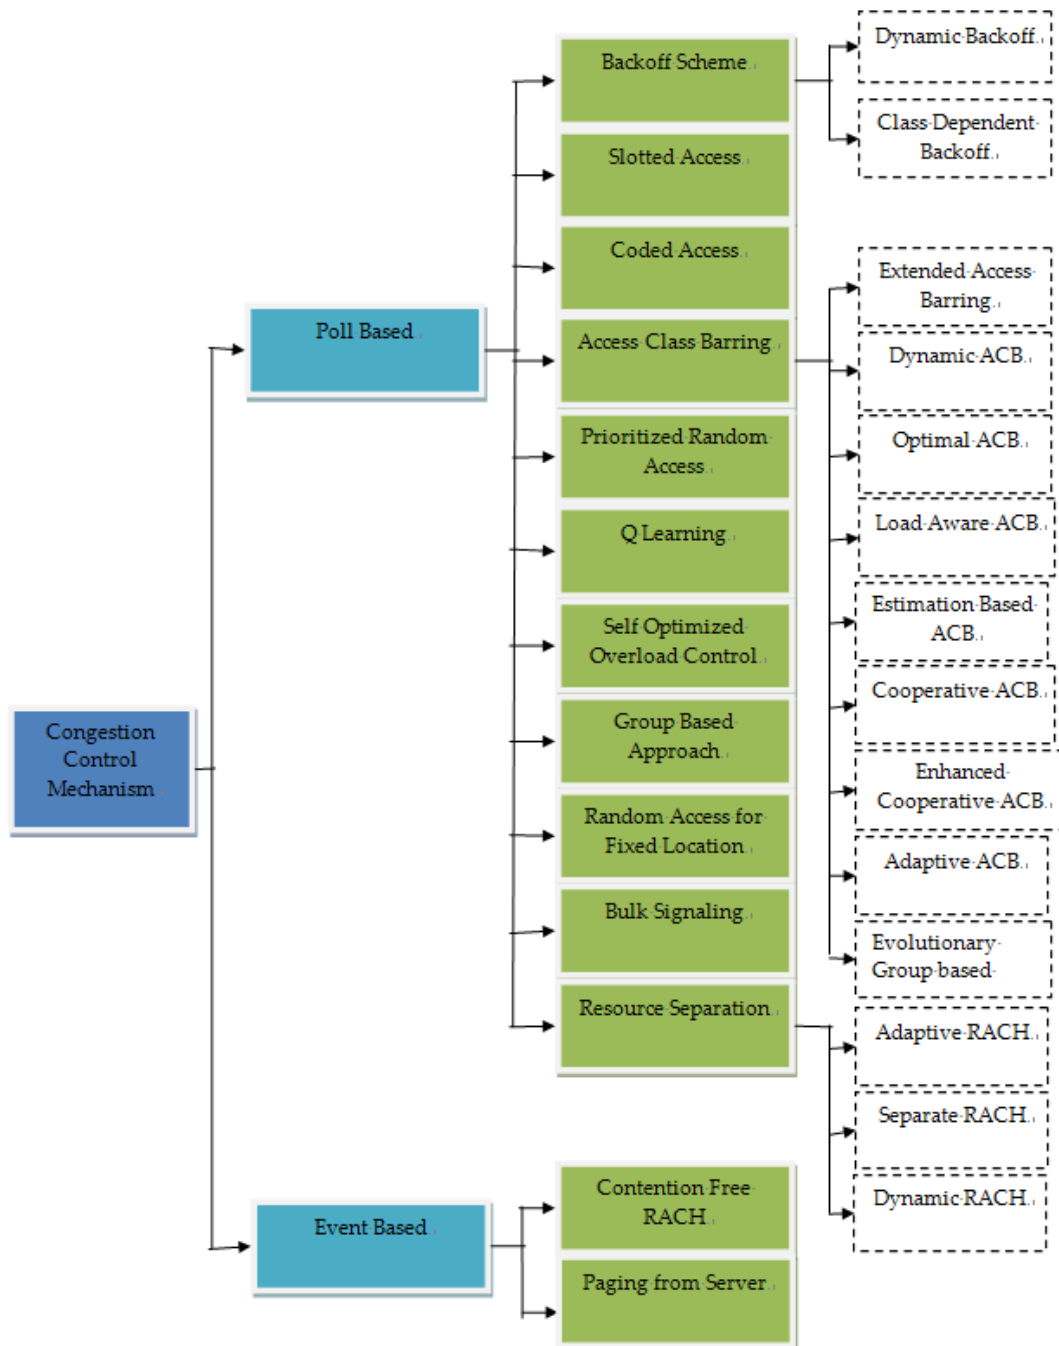 Congestion
Control
Mechanism
Poll Based
Event Based
Backoff Scheme
Slotted Access
Coded Access
Access Class Barring
Prioritized Random
Access
Q Learning
Self Optimized
Overload Control
Group Based
Approach
Random Access for
Fixed Location
Bulk Signaling
Resource Separation
Contention Free
RACH
Paging from Server
Dynamic Backoff
Class Dependent
Backoff
Extended Access
Barring
Dynamic ACB
Optimal ACB
Load Aware ACB
Estimation Based
ACB
Cooperative ACB
Enhanced
Cooperative ACB
Adaptive ACB
Evolutionary
Group based
Adaptive RACH
Separate RACH
Dynamic RACH